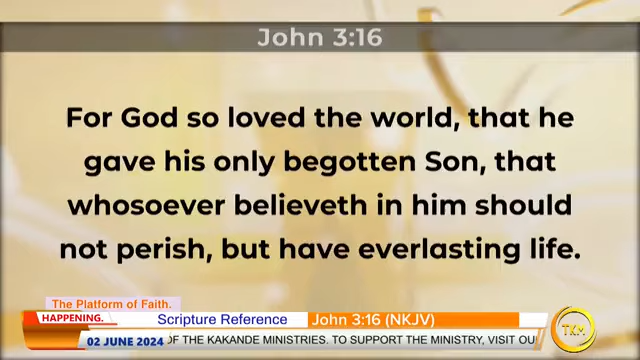 John 3:16
For God so loved the world, that he
gave his only begotten Son, that
whosoever believeth in him should
not perish, but have everlasting life.
The Platform of Faith.
HAPPENING. Scripture Reference John 3:16 (NKJV)
02 JUNE 2024 OF THE KAKANDE MINISTRIES. TO SUPPORT THE MINISTRY, VISIT OU
TKM